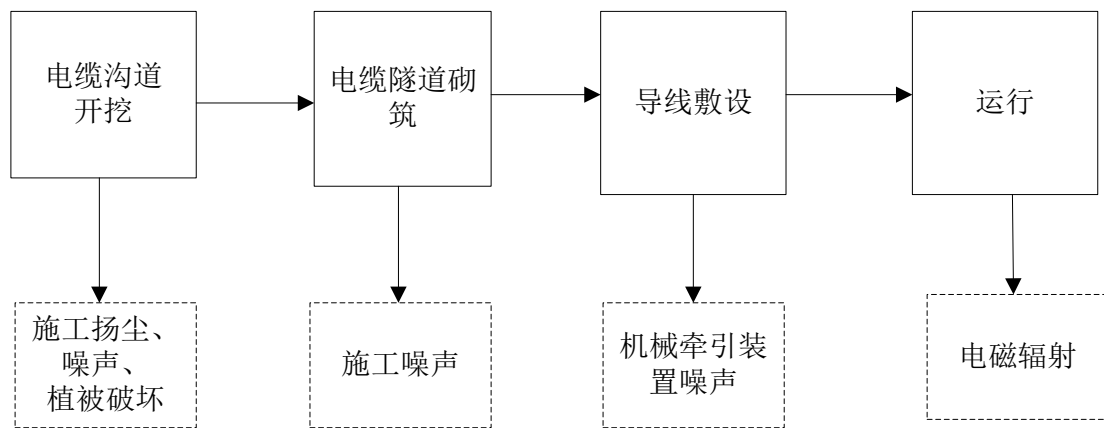 电缆沟道
开挖
电缆隧道砌
筑
导线敷设
运行
施工扬尘、
噪声、
植被破坏
施工噪声
机械牵引装
置噪声
电磁辐射